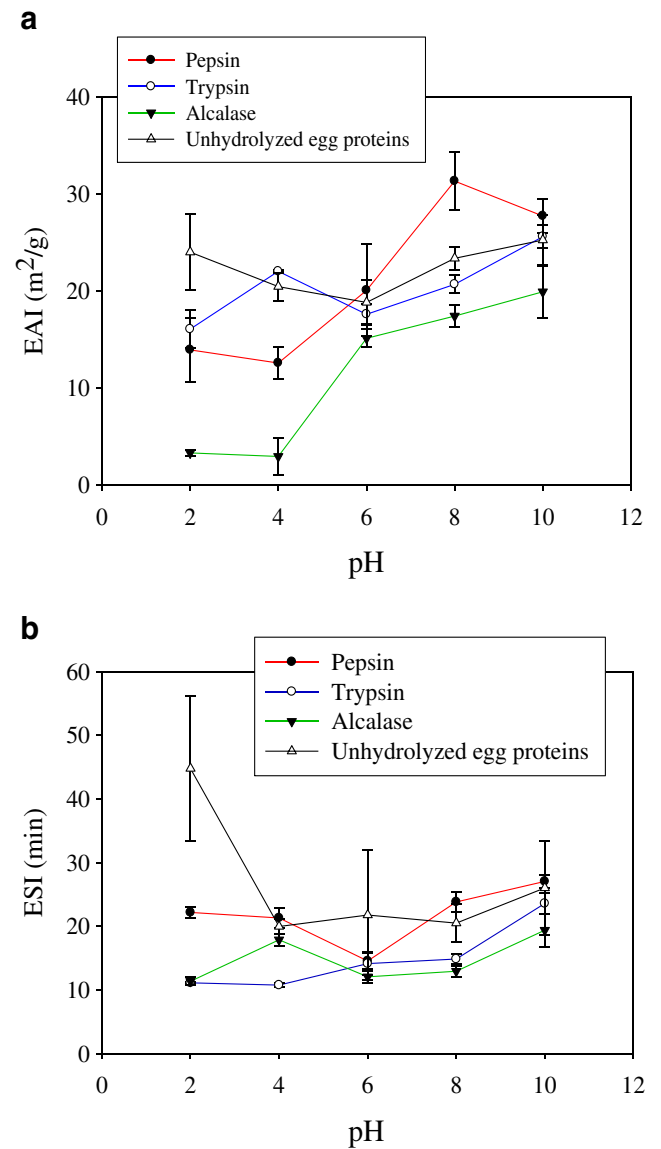 a
Pepsin
Trypsin
Alcalase
Unhydrolyzed egg proteins
40
30
20
10
0
EAI (m²/g)
0 2 4 6 8 10 12
pH
b
Pepsin
Trypsin
Alcalase
Unhydrolyzed egg proteins
60
50
40
30
20
10
0
ESI (min)
0 2 4 6 8 10 12
pH